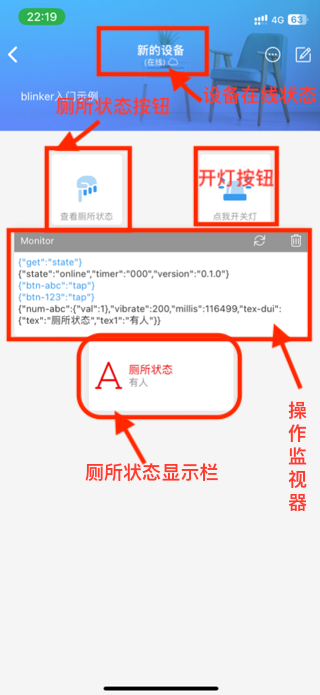 22:19
4G 63
新的设备
(在线)
设备在线状态
blinker入门示例
厕所状态按钮
开灯按钮
查看厕所状态
点我开关灯
Monitor
{"get":"state"}
{"state":"online","timer":"000","version":"0.1.0"}
{"btn-abc":"tap"}
{"btn-123":"tap"}
{"num-abc":{"val":1},"vibrate":200,"millis":116499,"tex-dui":
{"tex":"厕所状态","tex1":"有人"}}
厕所状态
有人
操作监视器
厕所状态显示栏